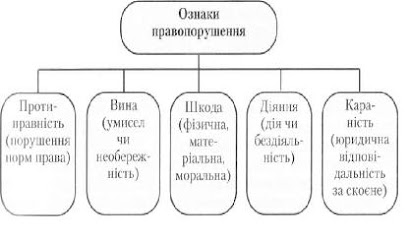 Ознаки
правопорушення
Проти-
правність
(порушення
норм права)
Вина
(умисел
чи
необереж-
ність)
Шкода
(фізична,
мате-
ріальна,
моральна)
Діяння
(дія чи
бездіяль-
ність)
Кара-
ність
(юридична
відпові-
дальність
за скоєне)